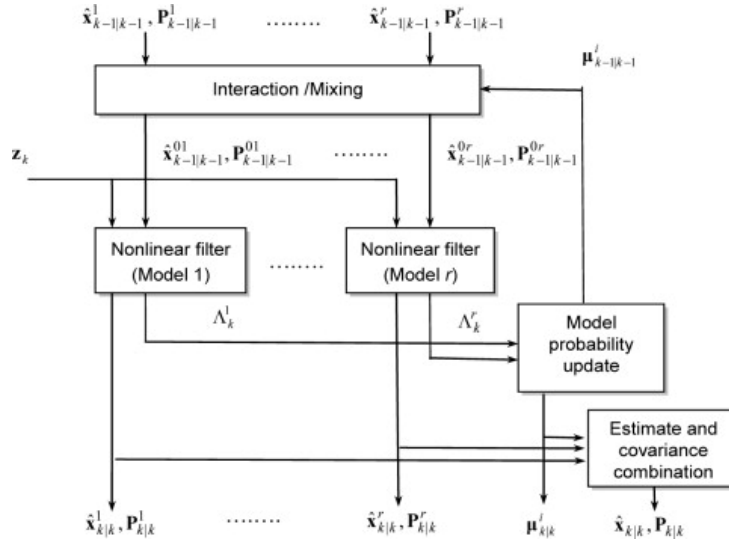 x̂¹ₖ₋₁|ₖ₋₁, P¹ₖ₋₁|ₖ₋₁ ........ x̂ʳₖ₋₁|ₖ₋₁, Pʳₖ₋₁|ₖ₋₁
μⁱₖ₋₁|ₖ₋₁
Interaction /Mixing
zₖ
x̂⁰¹ₖ₋₁|ₖ₋₁, P⁰¹ₖ₋₁|ₖ₋₁ ........ x̂⁰ʳₖ₋₁|ₖ₋₁, P⁰ʳₖ₋₁|ₖ₋₁
Nonlinear filter
(Model 1)
........
Nonlinear filter
(Model r)
Λ¹ₖ
Λʳₖ
Model
probability
update
Estimate and
covariance
combination
x̂¹ₖ|ₖ, P¹ₖ|ₖ ........ x̂ʳₖ|ₖ, Pʳₖ|ₖ μⁱₖ|ₖ x̂ₖ|ₖ, Pₖ|ₖ